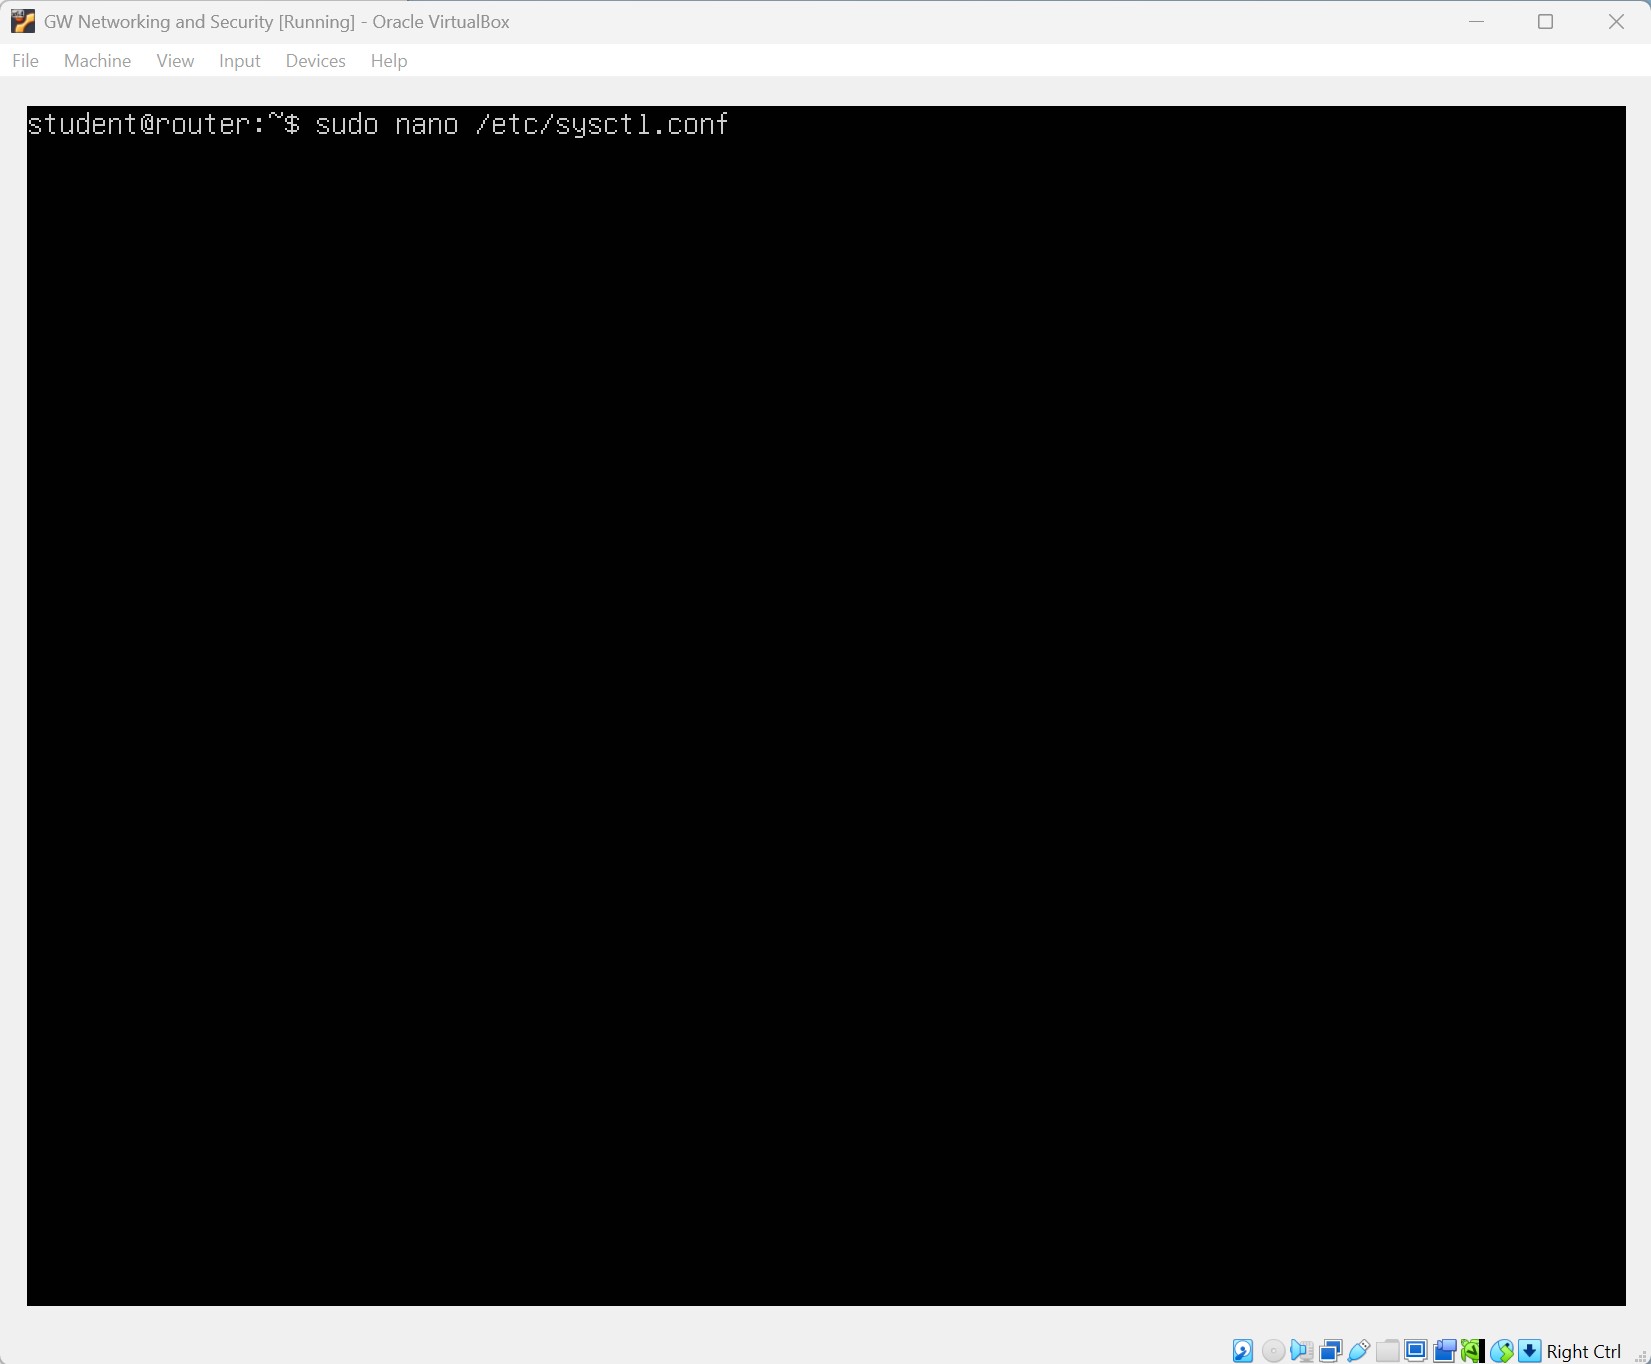 GW Networking and Security [Running] - Oracle VirtualBox
File Machine View Input Devices Help
student@router:~$ sudo nano /etc/sysctl.conf
Right Ctrl